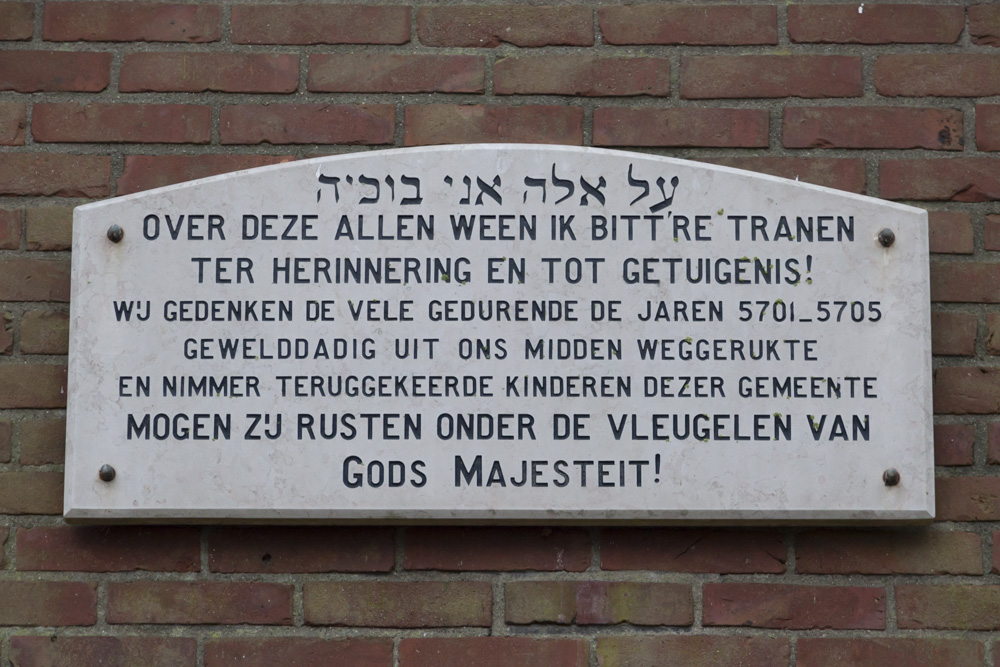 על אלה אני בוכיה
OVER DEZE ALLEN WEEN IK BITT'RE TRANEN
TER HERINNERING EN TOT GETUIGENIS!
WIJ GEDENKEN DE VELE GEDURENDE DE JAREN 5701_5705
GEWELDDADIG UIT ONS MIDDEN WEGGERUKTE
EN NIMMER TERUGGEKEERDE KINDEREN DEZER GEMEENTE
MOGEN ZIJ RUSTEN ONDER DE VLEUGELEN VAN
GODS MAJESTEIT!